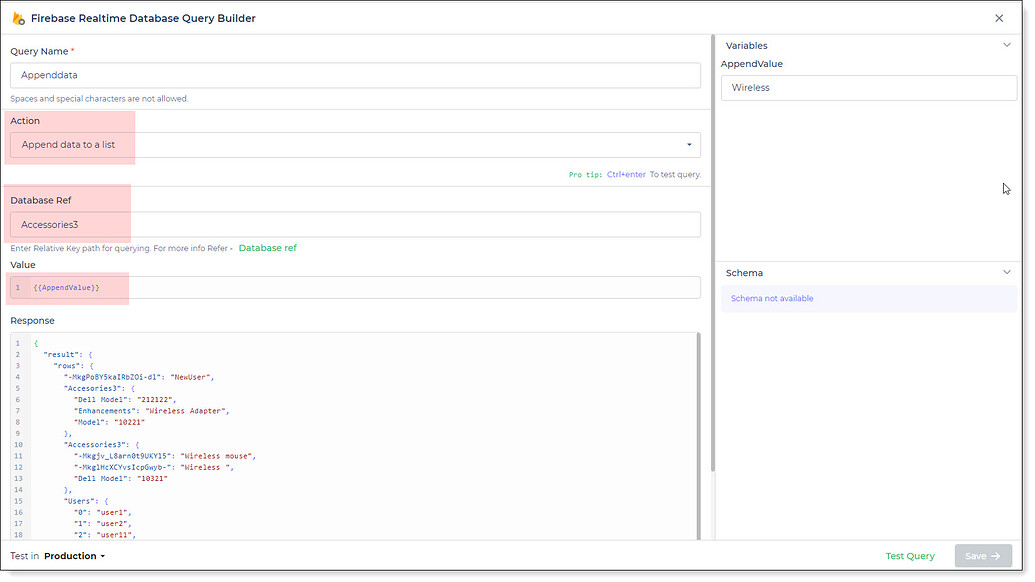 Firebase Realtime Database Query Builder
Query Name *
Appenddata
Spaces and special characters are not allowed.
Action
Append data to a list
Pro tip: Ctrl+enter To test query.
Database Ref
Accessories3
Enter Relative Key path for querying. For more info Refer - Database ref
Value
1 {{AppendValue}}
Response
1 {
2 "result": {
3 "rows": {
4 "-MkgPoBY5kaIRbZOi-dl": "NewUser",
5 "Accesories3": {
6 "Dell Model": "212122",
7 "Enhancements": "Wireless Adapter",
8 "Model": "10221"
9 },
10 "Accessories3": {
11 "-Mkgjv_L8arn0t9UKYl5": "Wireless mouse",
12 "-MkglHcXCYvsIcpGwyb-": "Wireless ",
13 "Dell Model": "10321"
14 },
15 "Users": {
16 "0": "user1",
17 "1": "user2",
18 "2": "user11",
Test in Production
Test Query
Save
Variables
AppendValue
Wireless
Schema
Schema not available